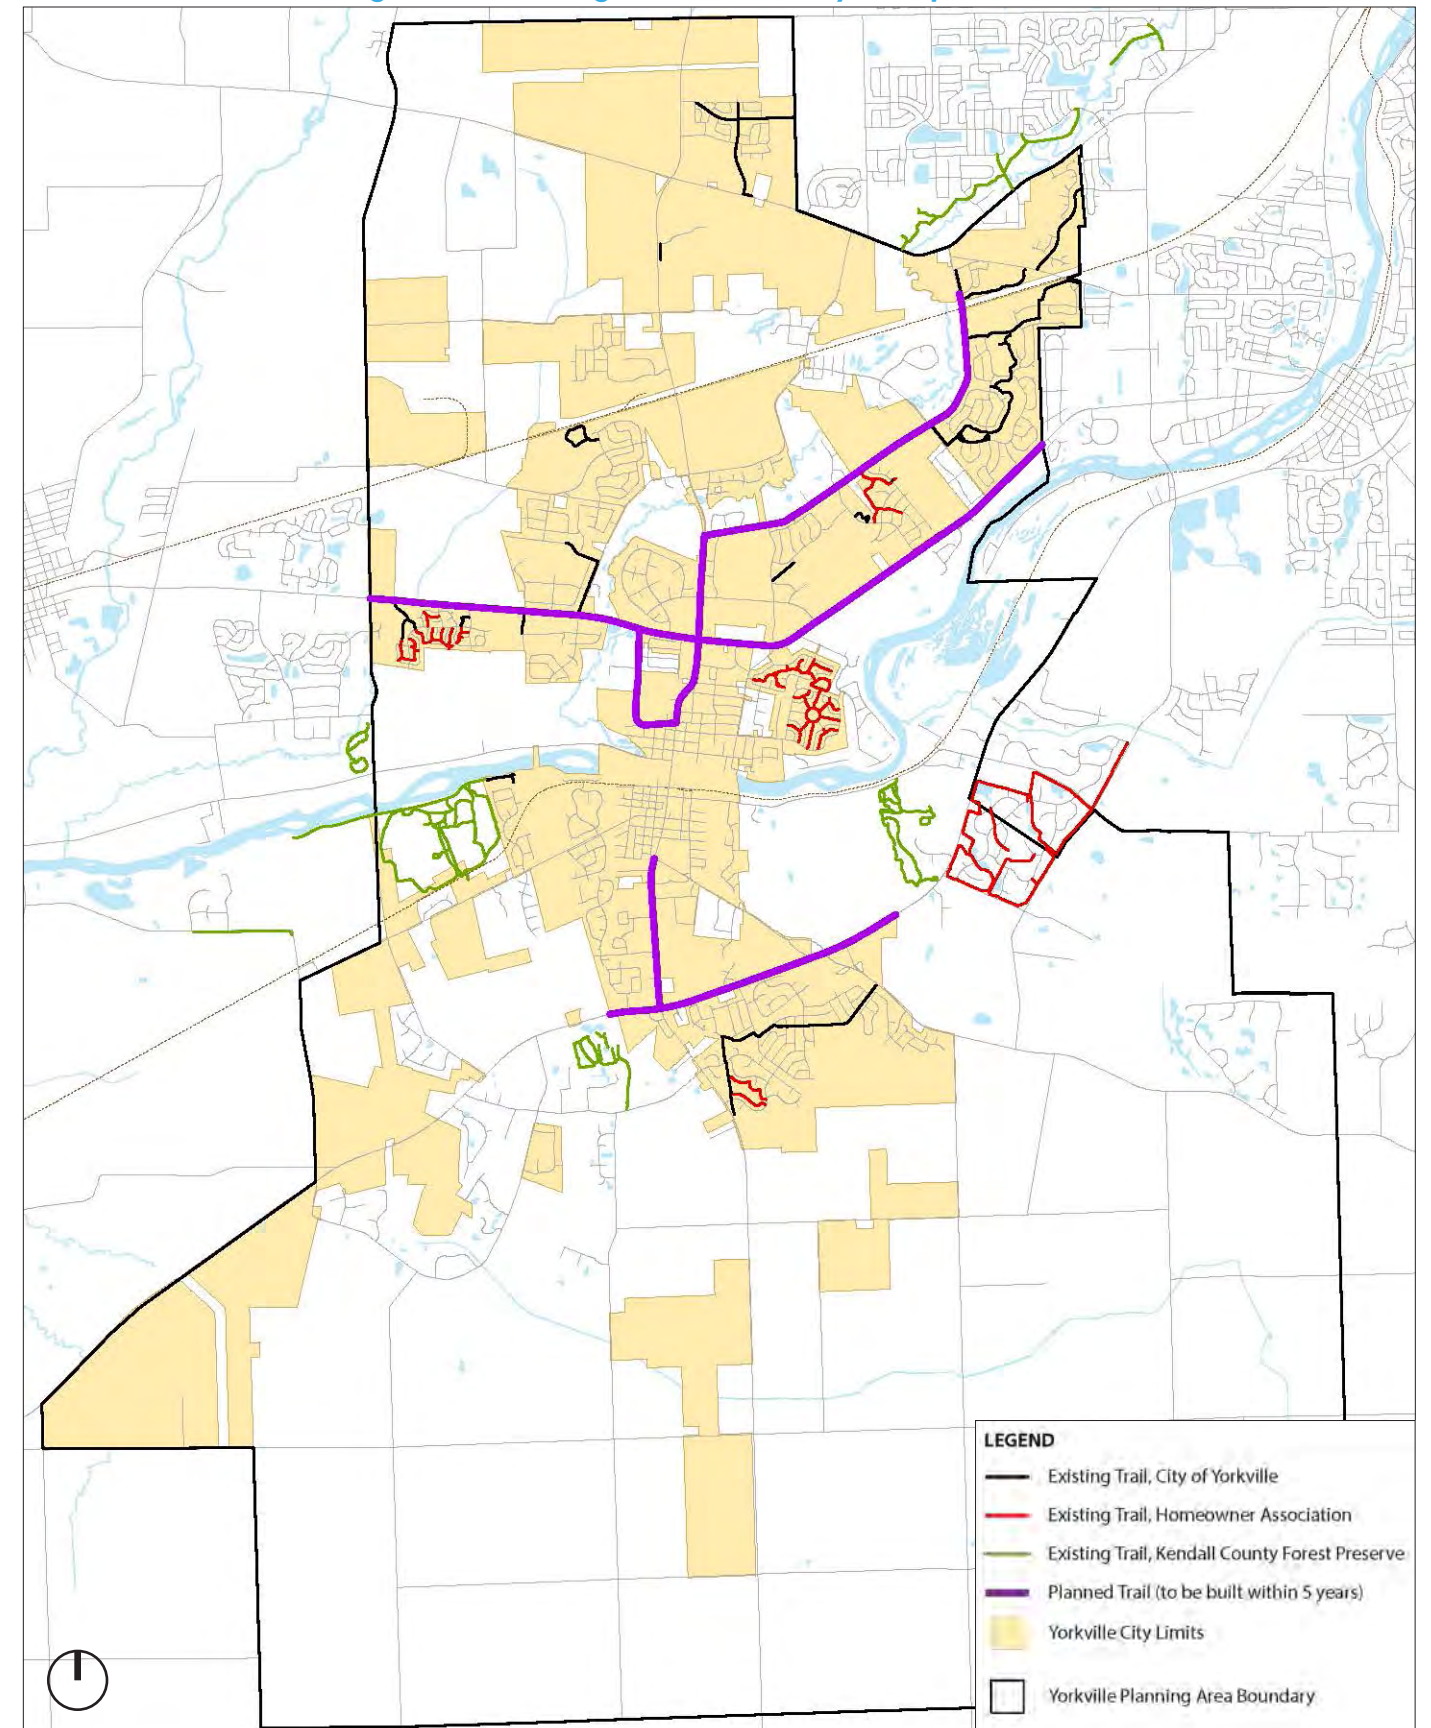 LEGEND
Existing Trail, City of Yorkville
Existing Trail, Homeowner Association
Existing Trail, Kendall County Forest Preserve
Planned Trail (to be built within 5 years)
Yorkville City Limits
Yorkville Planning Area Boundary